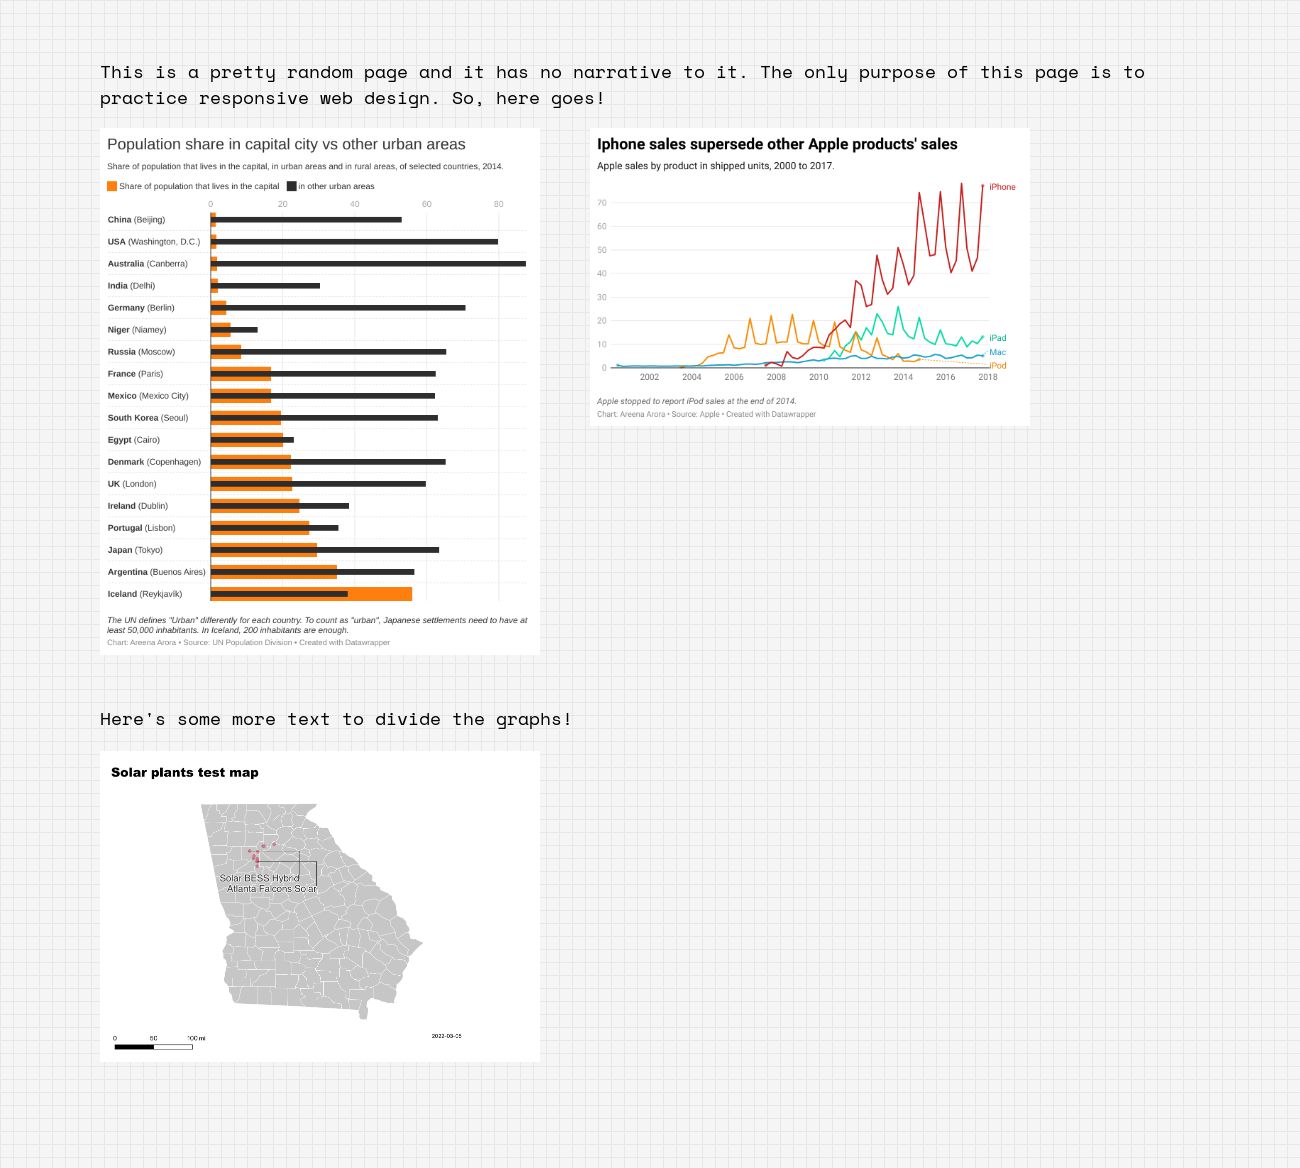 This is a pretty random page and it has no narrative to it. The only purpose of this page is to
practice responsive web design. So, here goes!
Population share in capital city vs other urban areas
Share of population that lives in the capital, in urban areas and in rural areas, of selected countries, 2014.
Share of population that lives in the capital in other urban areas
0 20 40 60 80
China (Beijing)
USA (Washington, D.C.)
Australia (Canberra)
India (Delhi)
Germany (Berlin)
Niger (Niamey)
Russia (Moscow)
France (Paris)
Mexico (Mexico City)
South Korea (Seoul)
Egypt (Cairo)
Denmark (Copenhagen)
UK (London)
Ireland (Dublin)
Portugal (Lisbon)
Japan (Tokyo)
Argentina (Buenos Aires)
Iceland (Reykjavík)
The UN defines "Urban" differently for each country. To count as "urban", Japanese settlements need to have at
least 50,000 inhabitants. In Iceland, 200 inhabitants are enough.
Chart: Areena Arora • Source: UN Population Division • Created with Datawrapper
Iphone sales supersede other Apple products' sales
Apple sales by product in shipped units, 2000 to 2017.
iPhone
70
60
50
40
30
20
10
0
iPad
Mac
iPod
2002 2004 2006 2008 2010 2012 2014 2016 2018
Apple stopped to report iPod sales at the end of 2014.
Chart: Areena Arora • Source: Apple • Created with Datawrapper
Here's some more text to divide the graphs!
Solar plants test map
Solar BESS Hybrid
Atlanta Falcons Solar
0 50 100 mi
2022-03-05